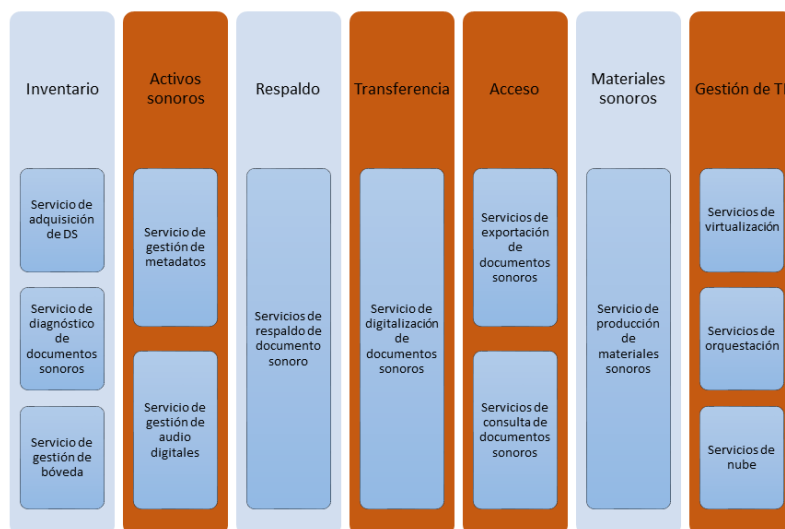 Inventario
Servicio de
adquisición
de DS
Servicio de
diagnóstico de
documentos
sonoros
Servicio de
gestión de
bóveda
Activos
sonoros
Servicio de
gestión de
metadatos
Servicio de
gestión de
audio
digitales
Respaldo
Servicios de
respaldo de
documento
sonoro
Transferencia
Servicio de
digitalización
de documentos
sonoros
Acceso
Servicios de
exportación
de
documentos
sonoros
Servicios de
consulta de
documentos
sonoros
Materiales
sonoros
Servicio de
producción
de
materiales
sonoros
Gestión de TI
Servicios de
virtualización
Servicios de
orquestación
Servicios de
nube